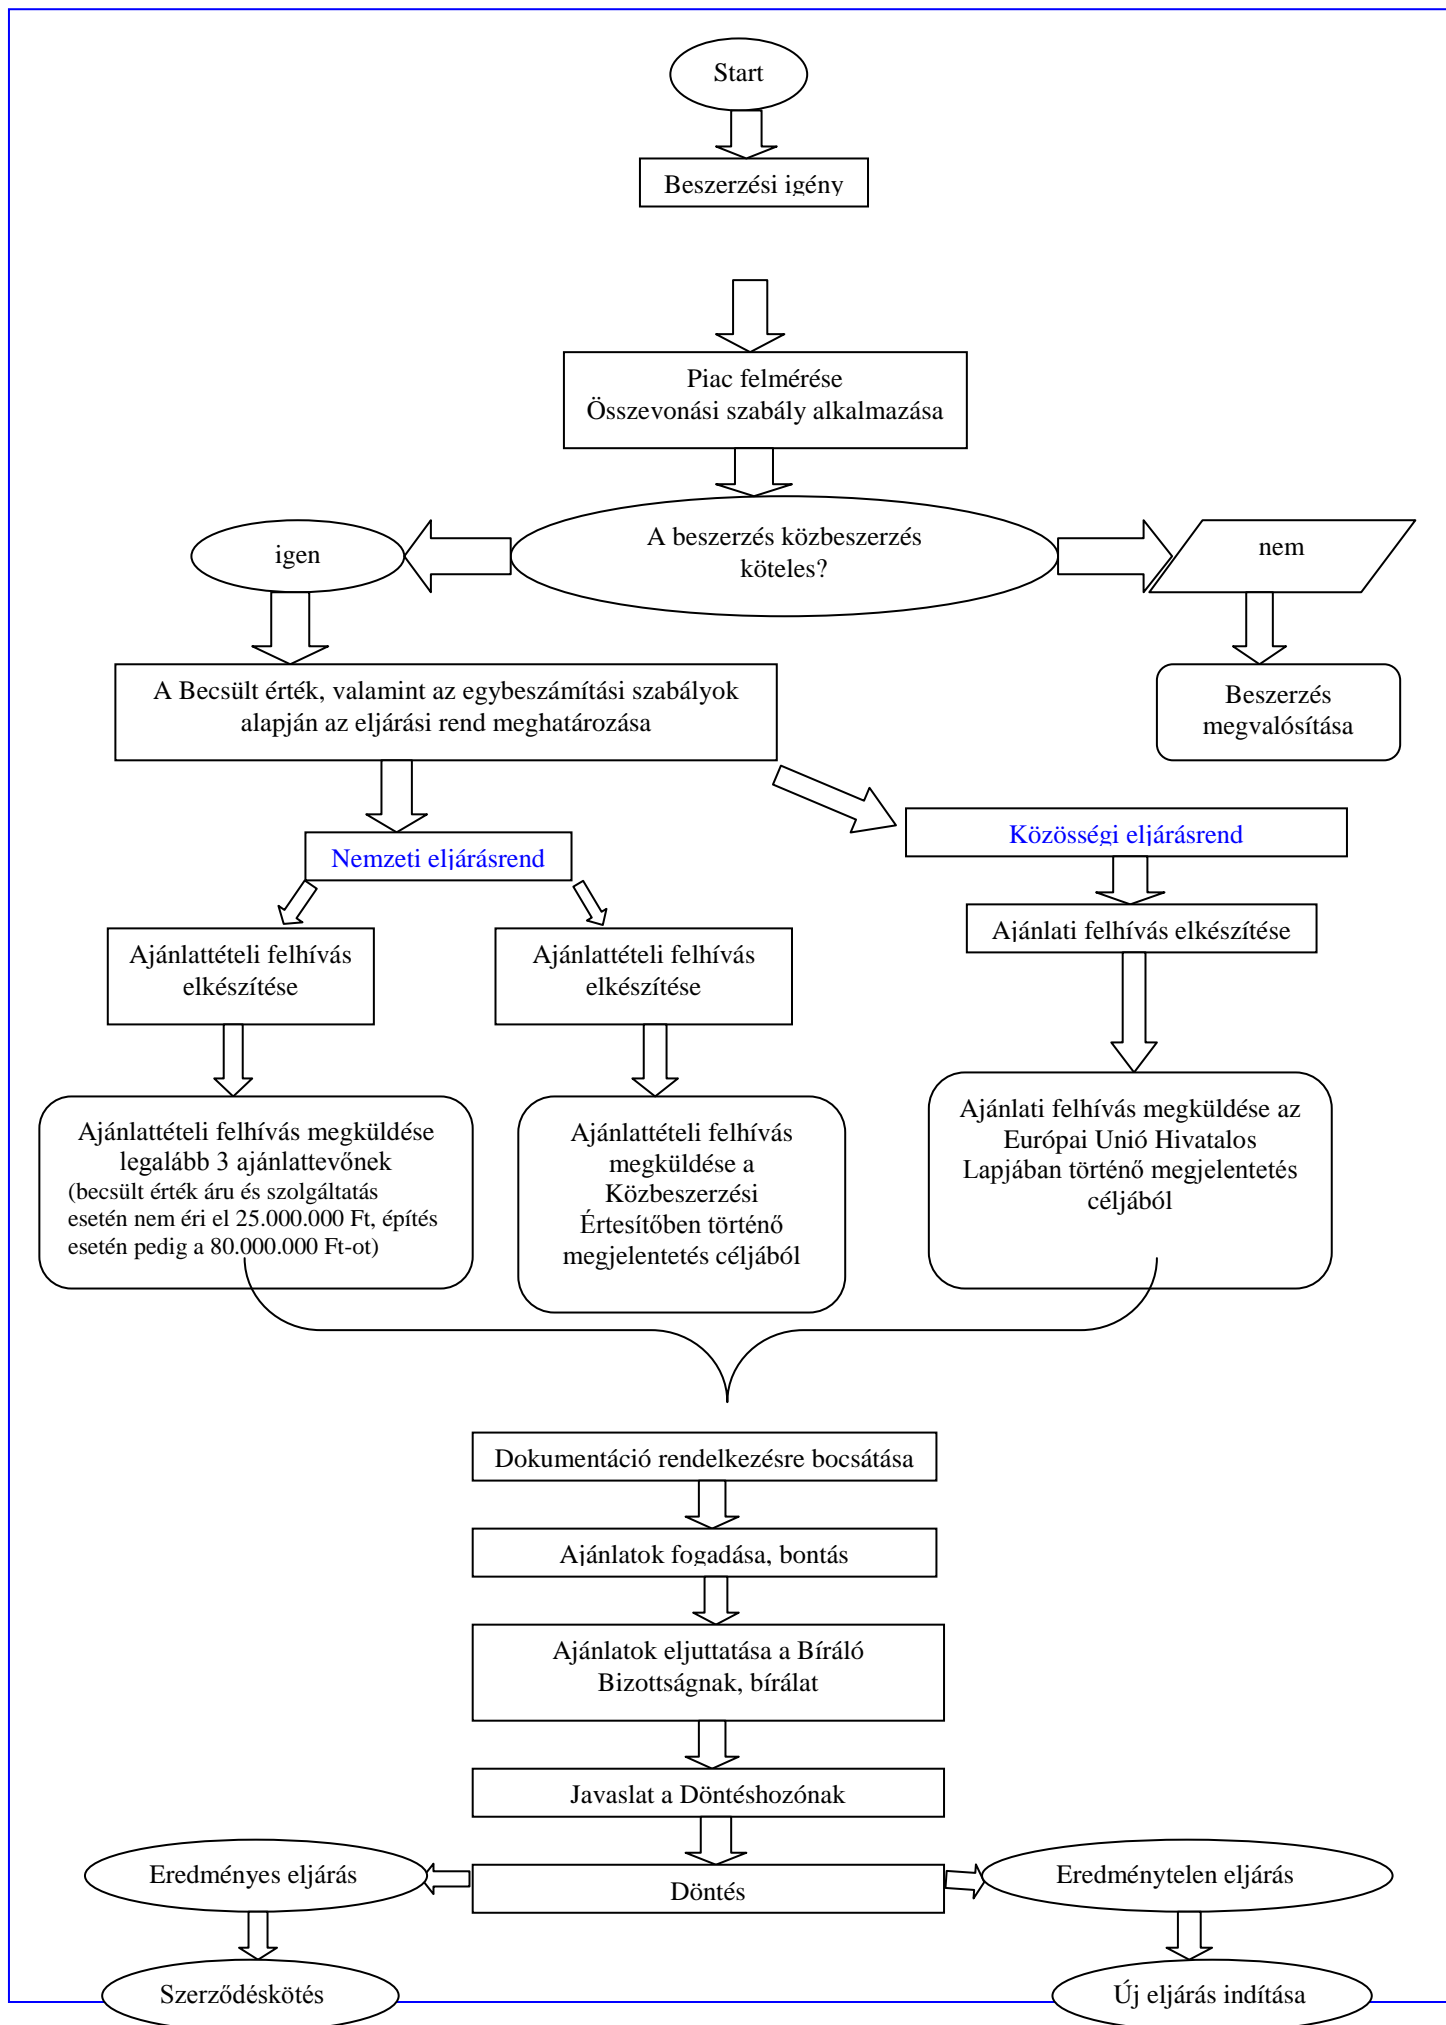 Start
Beszerzési igény
Piac felmérése
Összevonási szabály alkalmazása
igen
A beszerzés közbeszerzés
köteles?
nem
A Becsült érték, valamint az egybeszámítási szabályok
alapján az eljárási rend meghatározása
Beszerzés
megvalósítása
Nemzeti eljárásrend
Közösségi eljárásrend
Ajánlattételi felhívás
elkészítése
Ajánlattételi felhívás
elkészítése
Ajánlati felhívás elkészítése
Ajánlattételi felhívás megküldése
legalább 3 ajánlattevőnek
(becsült érték áru és szolgáltatás
esetén nem éri el 25.000.000 Ft, építés
esetén pedig a 80.000.000 Ft-ot)
Ajánlattételi felhívás
megküldése a
Közbeszerzési
Értesítőben történő
megjelentetés céljából
Ajánlati felhívás megküldése az
Európai Unió Hivatalos
Lapjában történő megjelentetés
céljából
Dokumentáció rendelkezésre bocsátása
Ajánlatok fogadása, bontás
Ajánlatok eljuttatása a Bíráló
Bizottságnak, bírálat
Javaslat a Döntéshozónak
Eredményes eljárás
Döntés
Eredménytelen eljárás
Szerződéskötés
Új eljárás indítása